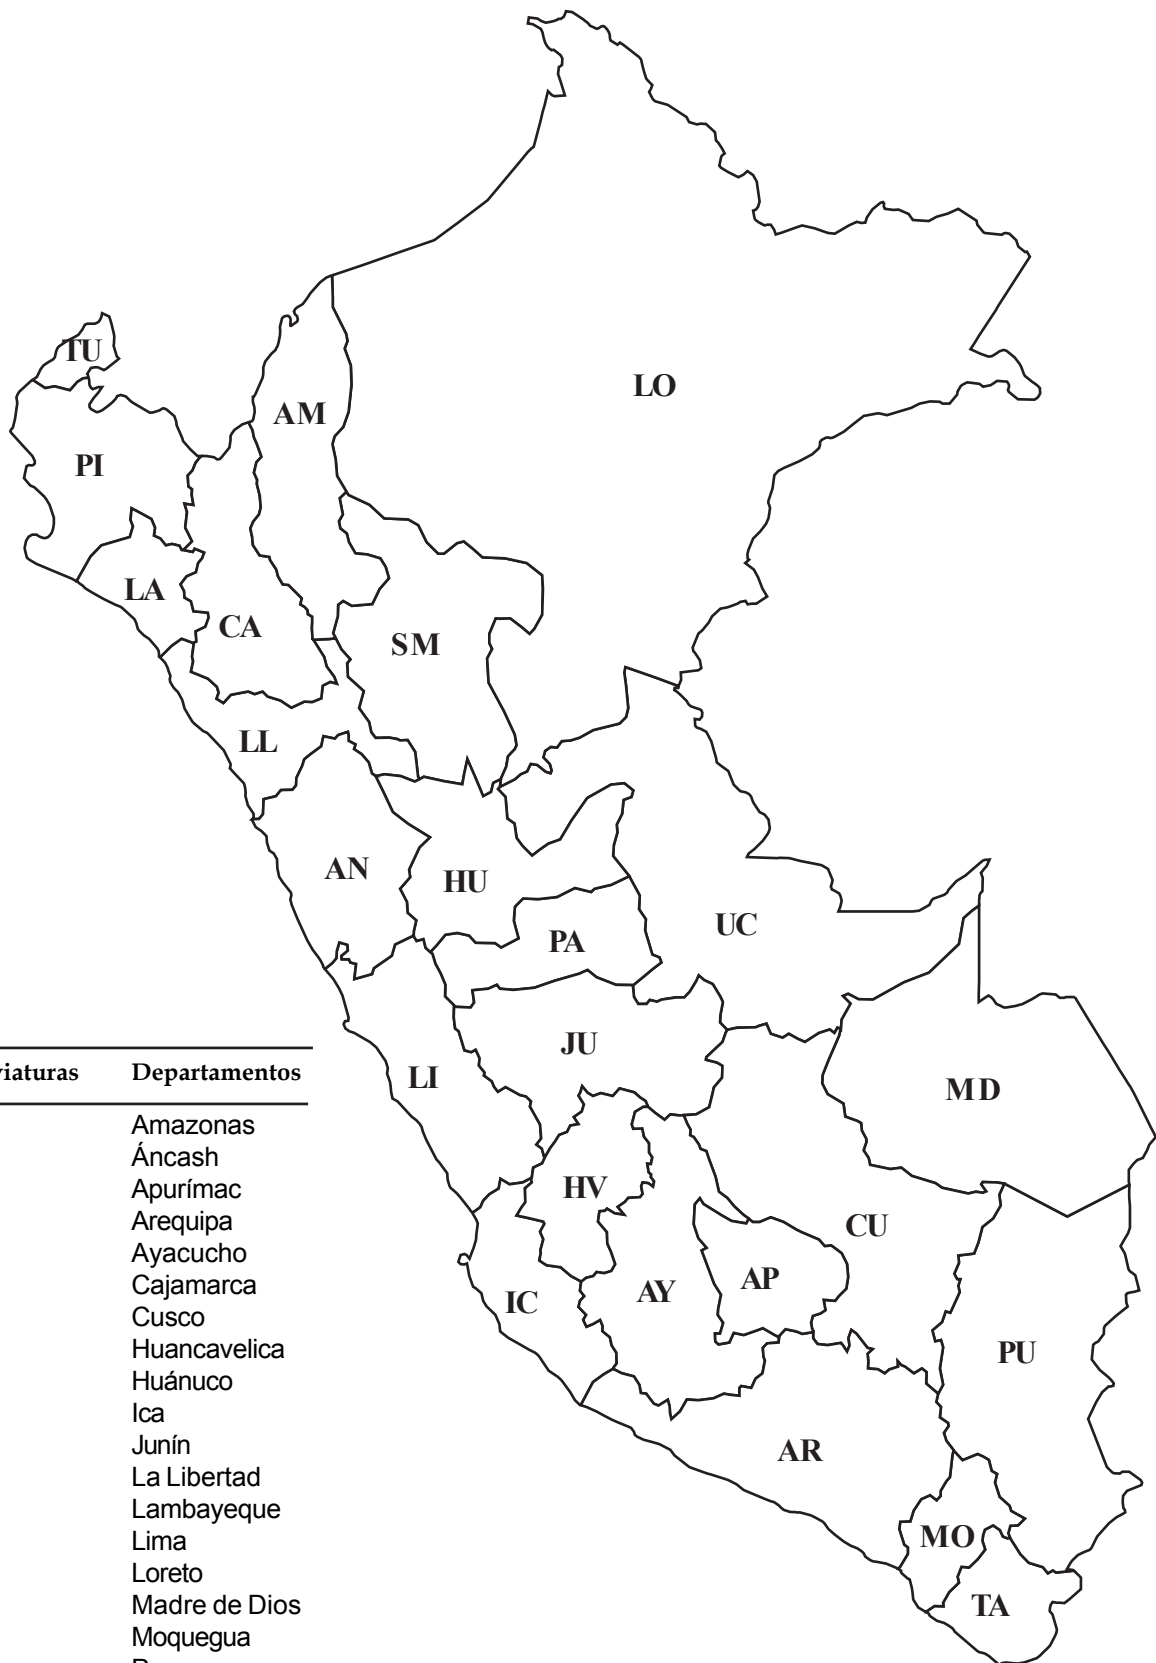 TU
LO
AM
PI
LA
CA
SM
LL
AN
HU
UC
PA
JU
LI
MD
HV
CU
AP
AY
IC
PU
AR
MO
TA
viaturas Departamentos
Amazonas
Áncash
Apurímac
Arequipa
Ayacucho
Cajamarca
Cusco
Huancavelica
Huánuco
Ica
Junín
La Libertad
Lambayeque
Lima
Loreto
Madre de Dios
Moquegua